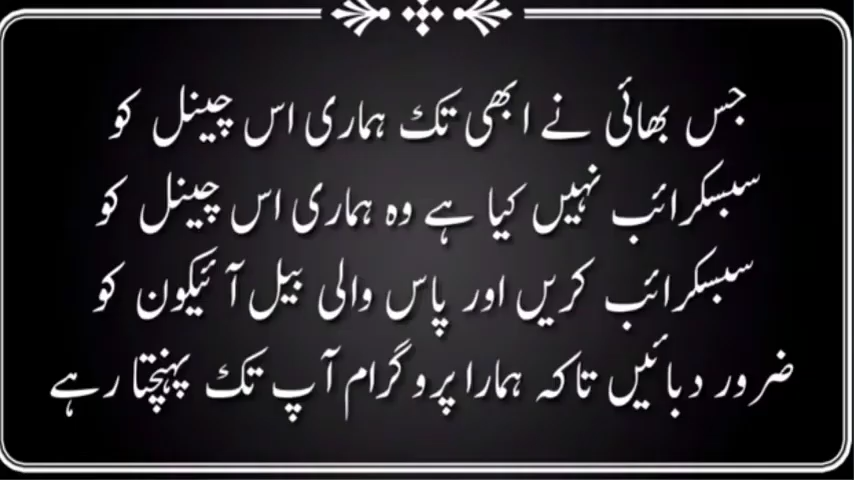 جس بھائی نے ابھی تک ہماری اس چینل کو
سبسکرائب نہیں کیا ہے وہ ہماری اس چینل کو
سبسکرائب کریں اور پاس والی بیل آئیکون کو
ضرور دبائیں تاکہ ہمارا پروگرام آپ تک پہنچتا رہے